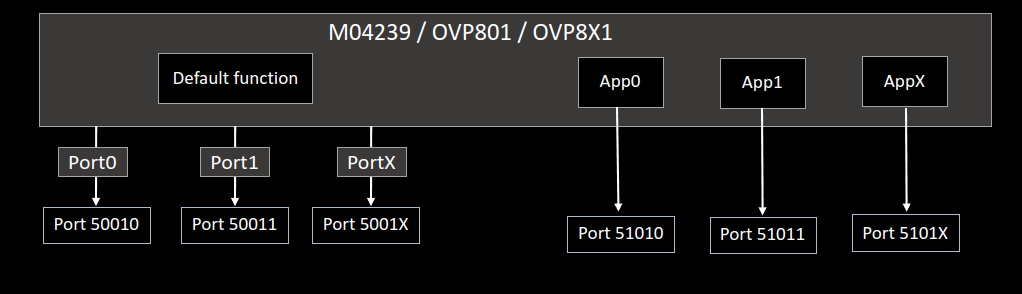 M04239 / OVP801 / OVP8X1
Default function
App0
App1
AppX
Port0
Port1
PortX
Port 50010
Port 50011
Port 5001X
Port 51010
Port 51011
Port 5101X